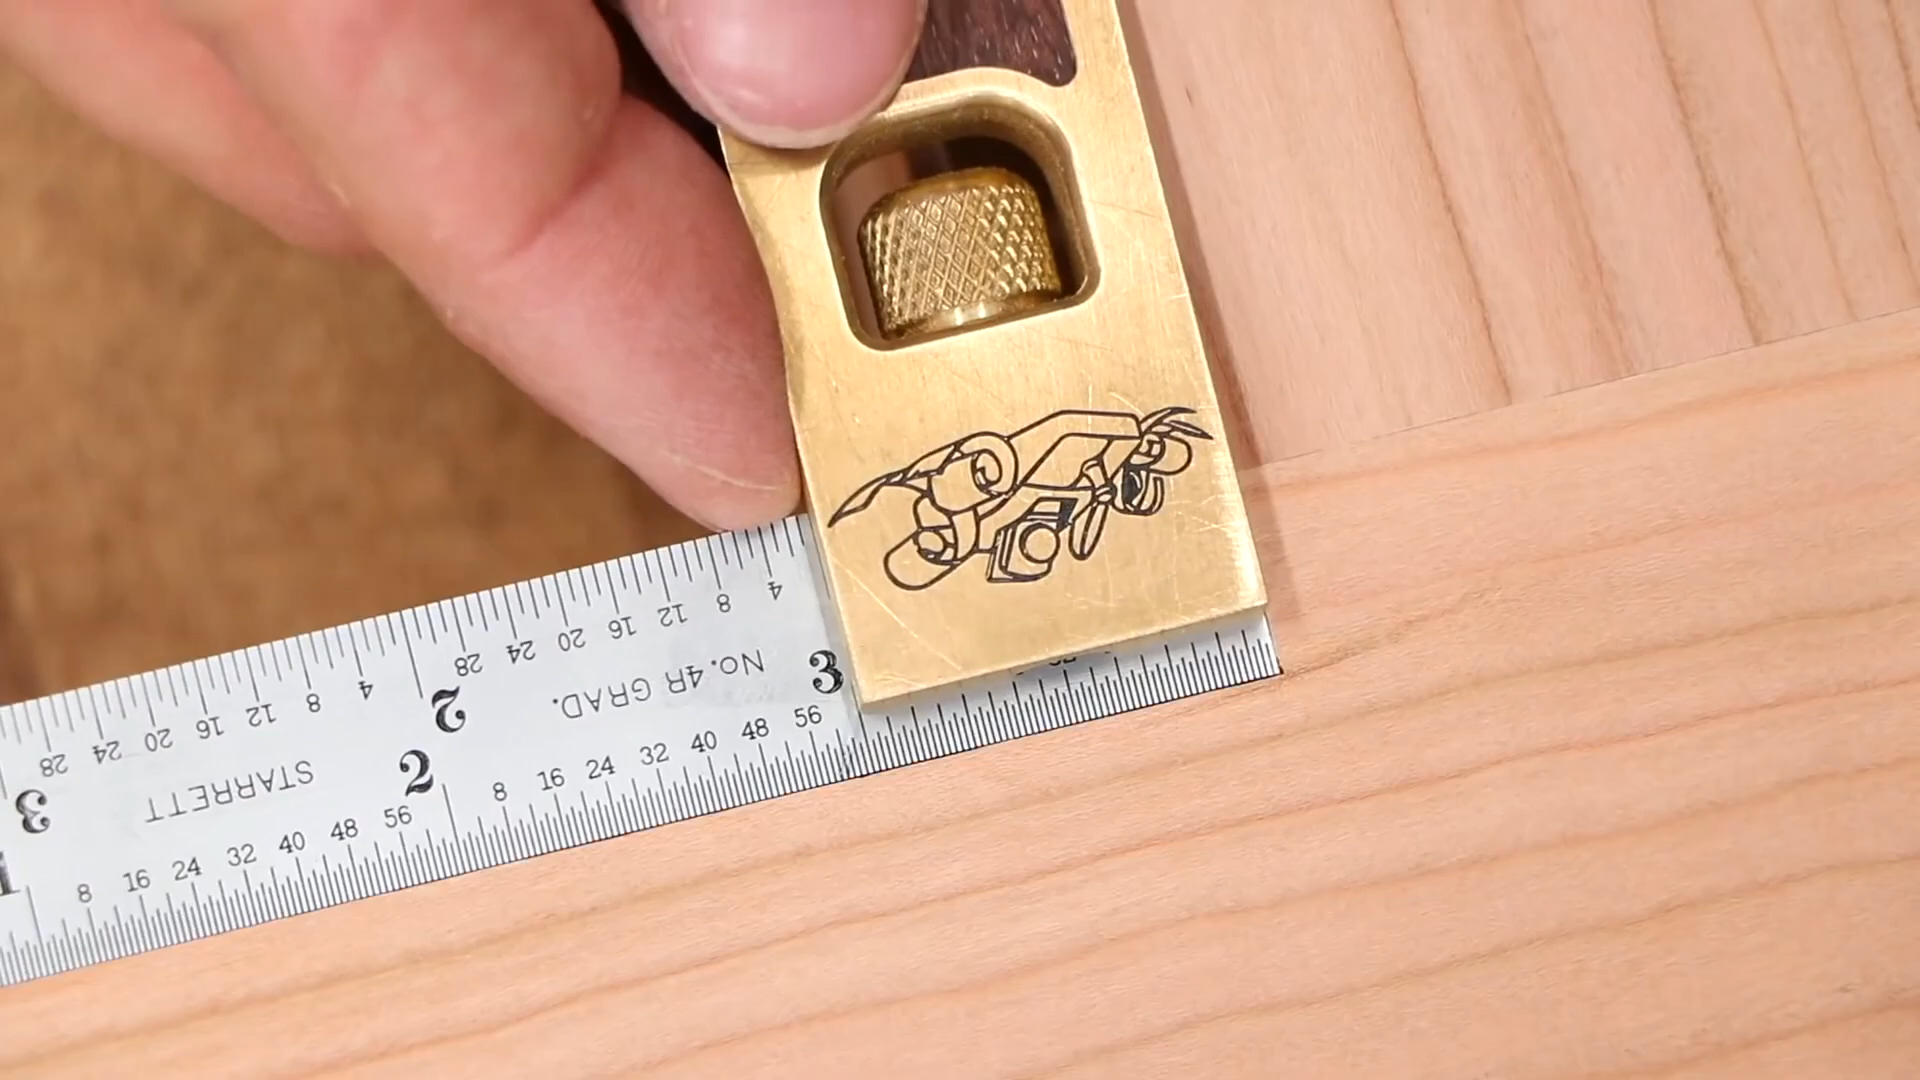 4 8 12 16 20 24 28
2
4 8 12 16 20 24 28
3
No. 4R GRAD.
STARRETT
1
8 16 24 32 40 48 56
2
8 16 24 32 40 48 56
3